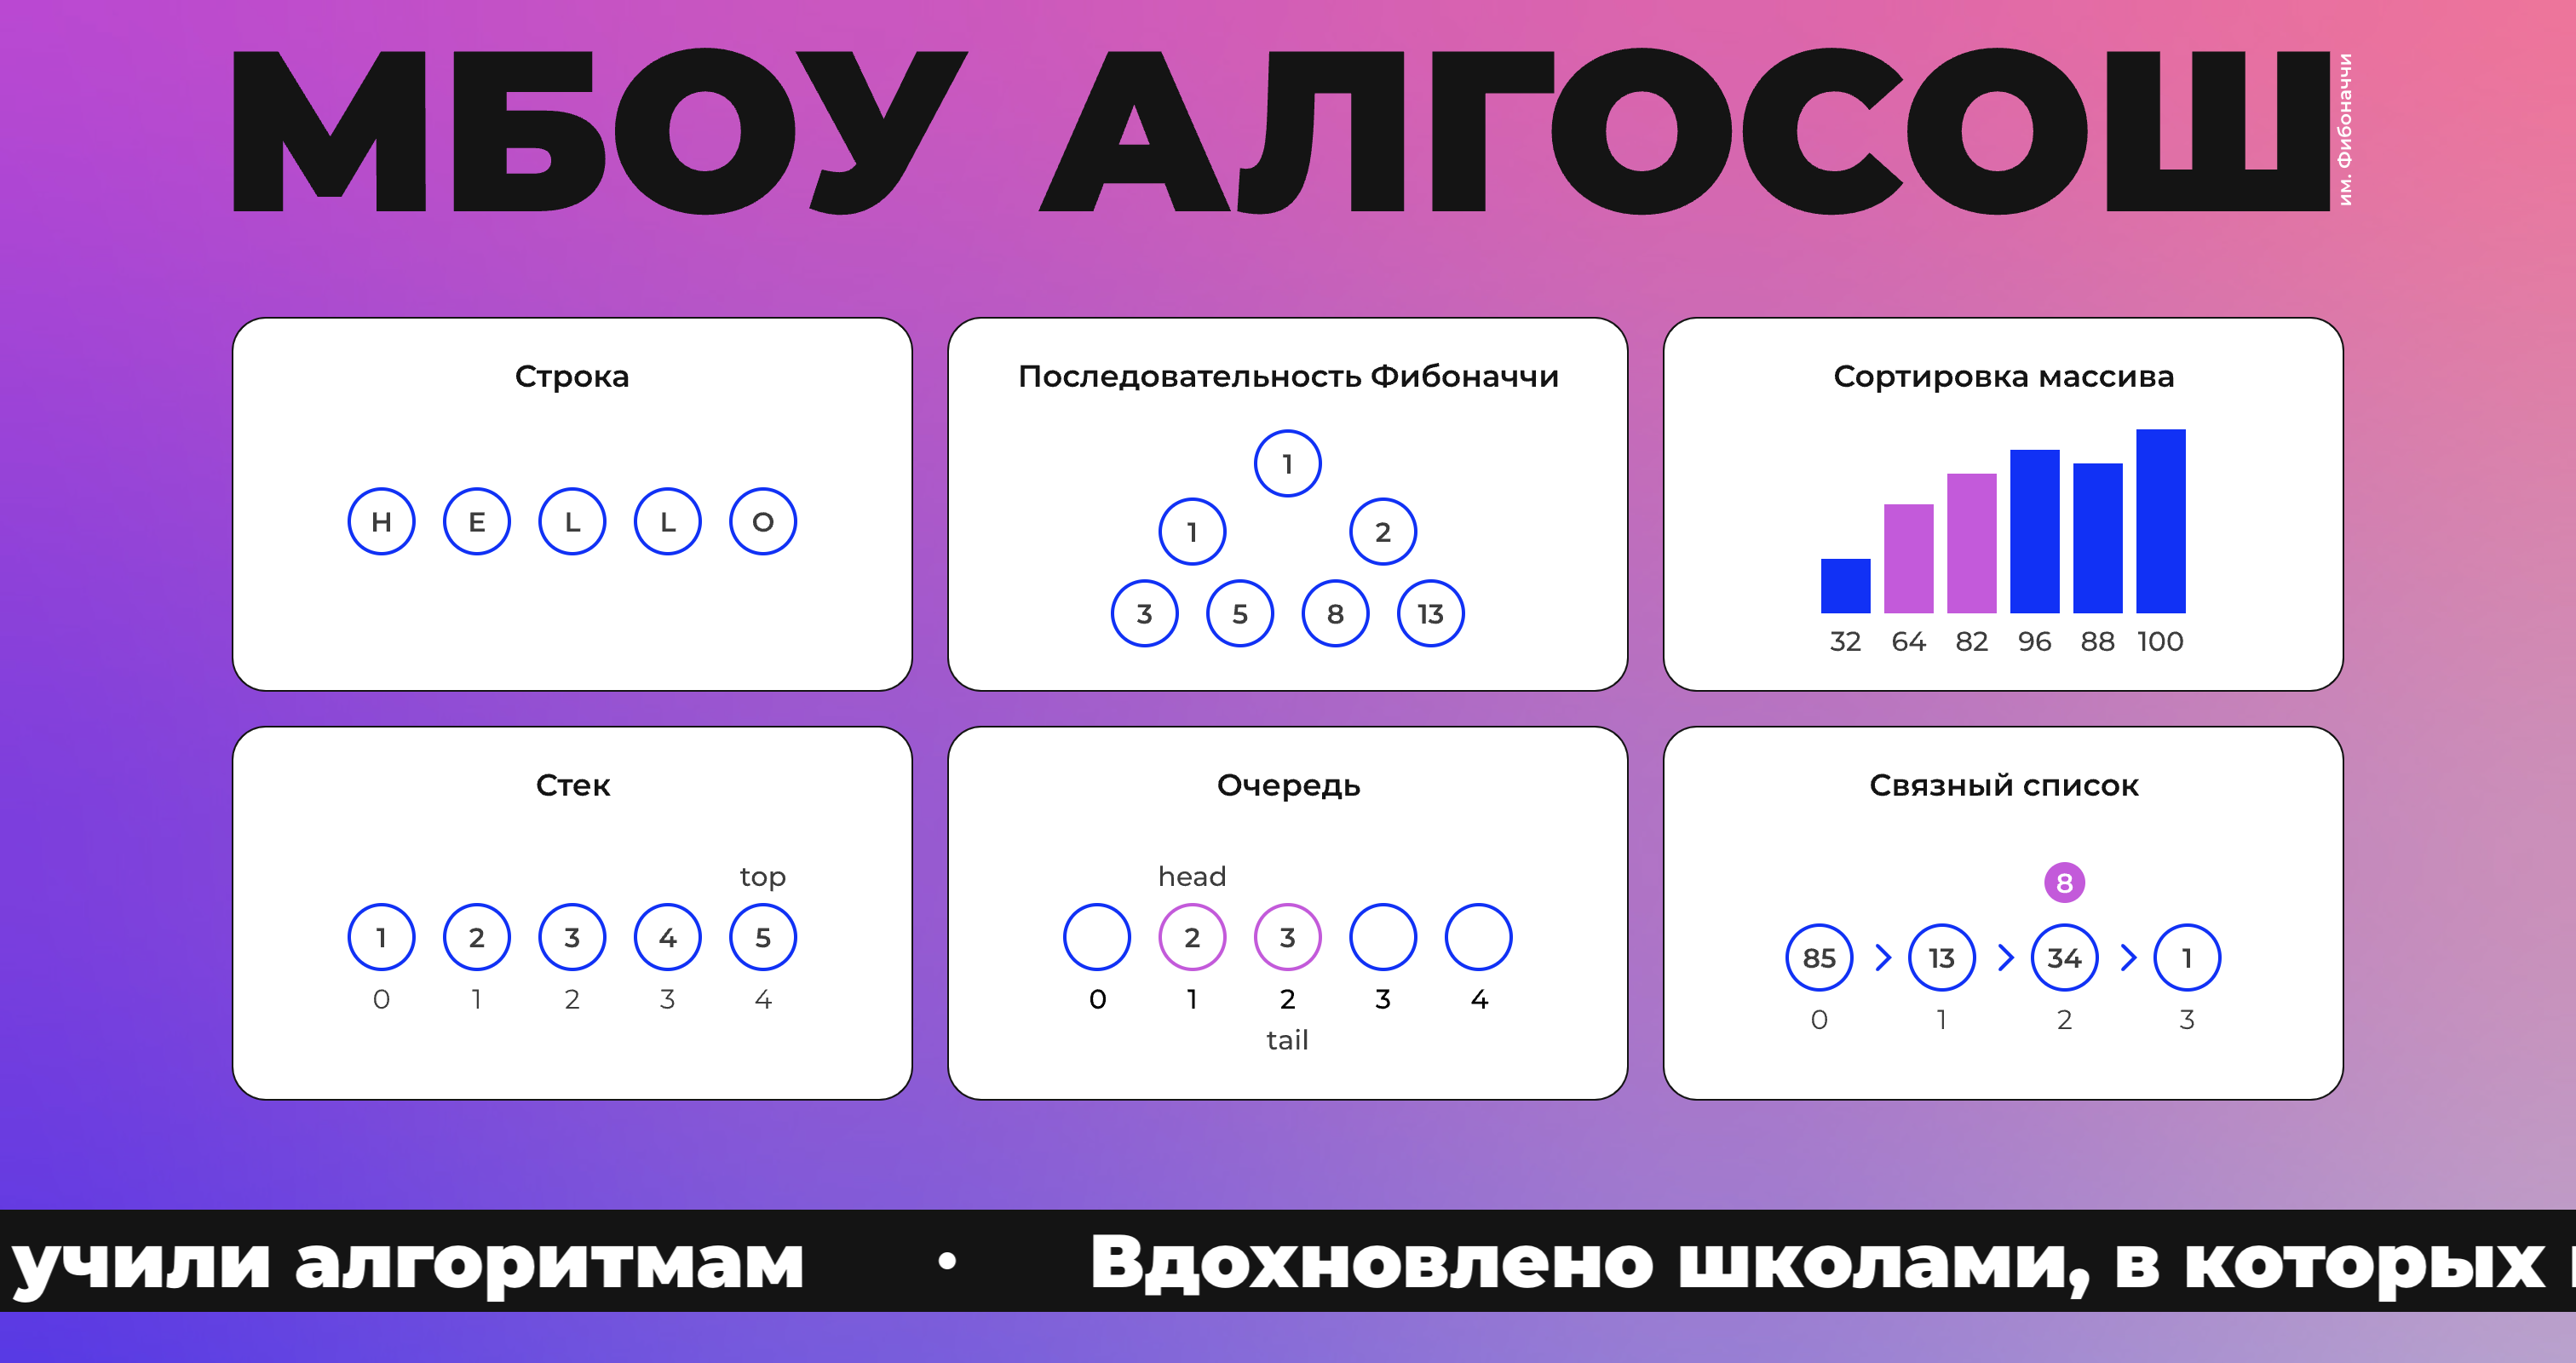 МБОУ АЛГОСОШ
им. Фибоначчи
Строка
H E L L O
Последовательность Фибоначчи
1
1 2
3 5 8 13
Сортировка массива
32 64 82 96 88 100
Стек
top
1 2 3 4 5
0 1 2 3 4
Очередь
head
2 3
0 1 2 3 4
tail
Связный список
8
85 > 13 > 34 > 1
0 1 2 3
учили алгоритмам • Вдохновлено школами, в которых